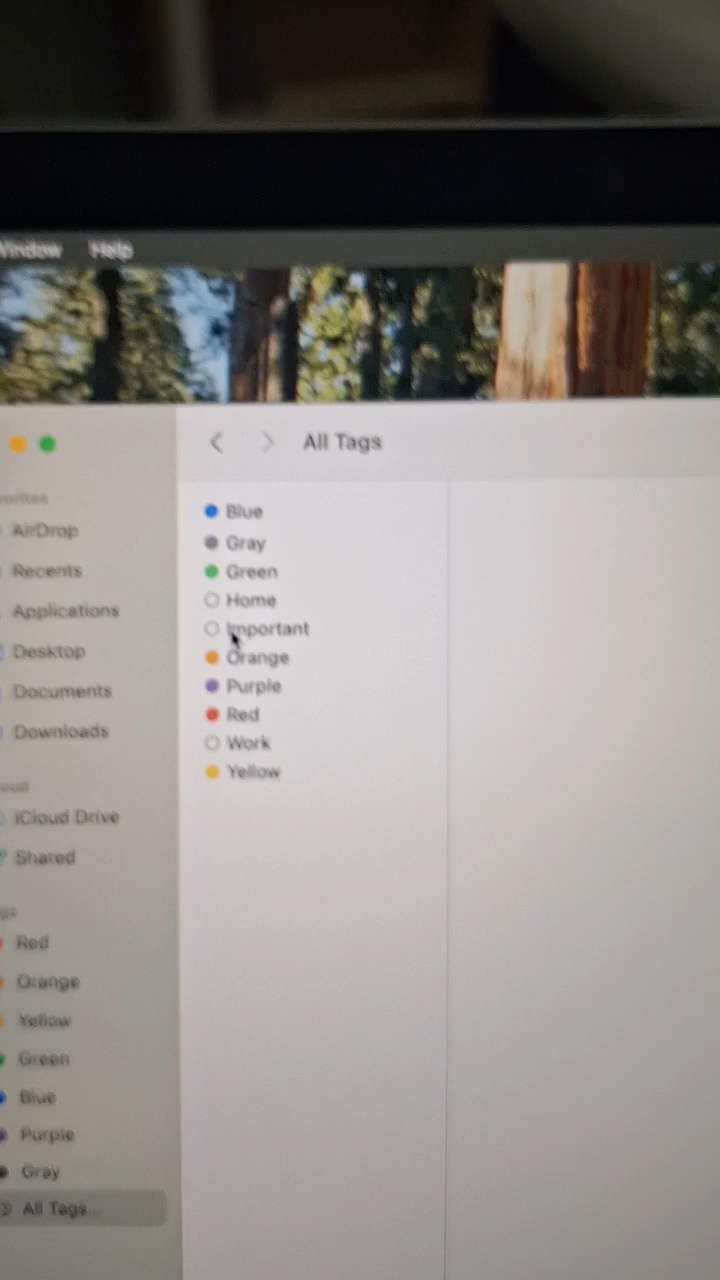 Window Help
All Tags
AirDrop
Recents
Applications
Desktop
Documents
Downloads
iCloud Drive
Shared
Red
Orange
Yellow
Green
Blue
Purple
Gray
All Tags...
Blue
Gray
Green
Home
Important
Orange
Purple
Red
Work
Yellow